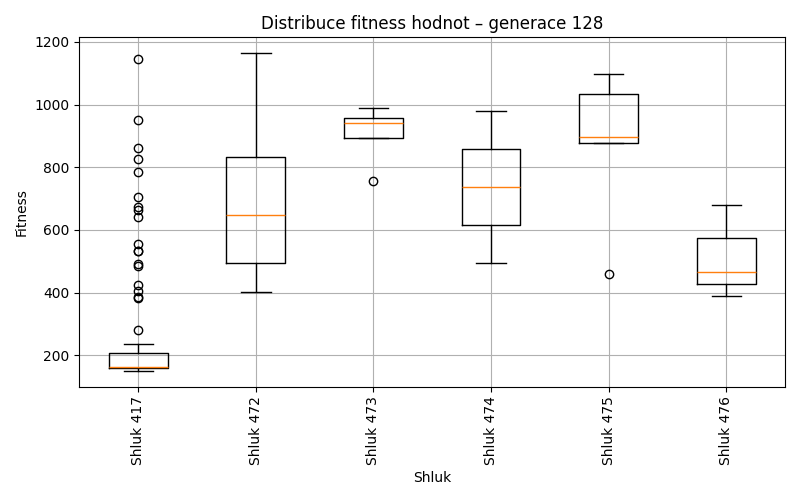 Distribuce fitness hodnot – generace 128
1200
1000
800
600
400
200
Fitness
Shluk 417
Shluk 472
Shluk 473
Shluk 474
Shluk 475
Shluk 476
Shluk